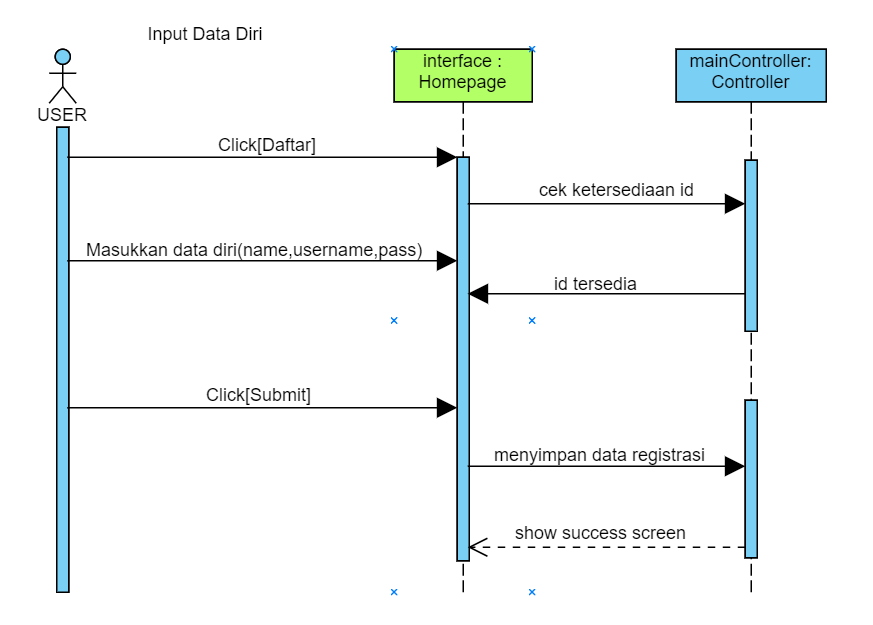 Input Data Diri
interface :
Homepage
mainController:
Controller
USER
Click[Daftar]
cek ketersediaan id
Masukkan data diri(name,username,pass)
id tersedia
Click[Submit]
menyimpan data registrasi
show success screen